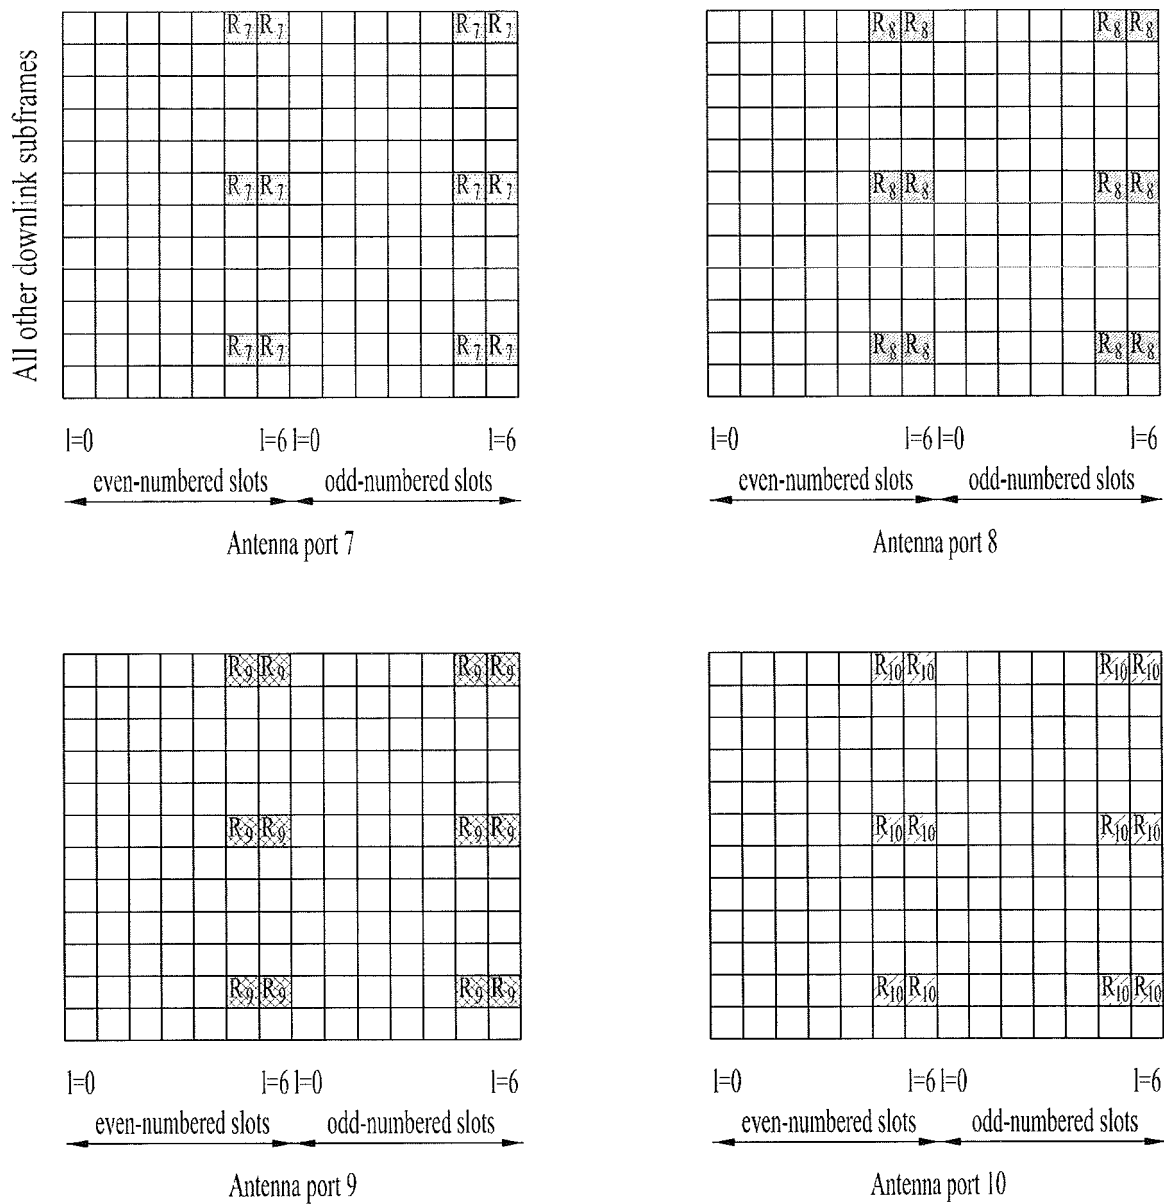 All other downlink subframes
R7 R7 R7 R7
R7 R7 R7 R7
R7 R7 R7 R7
l=0 l=6 l=0 l=6
even-numbered slots odd-numbered slots
Antenna port 7
R8 R8 R8 R8
R8 R8 R8 R8
R8 R8 R8 R8
l=0 l=6 l=0 l=6
even-numbered slots odd-numbered slots
Antenna port 8
R9 R9 R9 R9
R9 R9 R9 R9
R9 R9 R9 R9
l=0 l=6 l=0 l=6
even-numbered slots odd-numbered slots
Antenna port 9
R10 R10 R10 R10
R10 R10 R10 R10
R10 R10 R10 R10
l=0 l=6 l=0 l=6
even-numbered slots odd-numbered slots
Antenna port 10